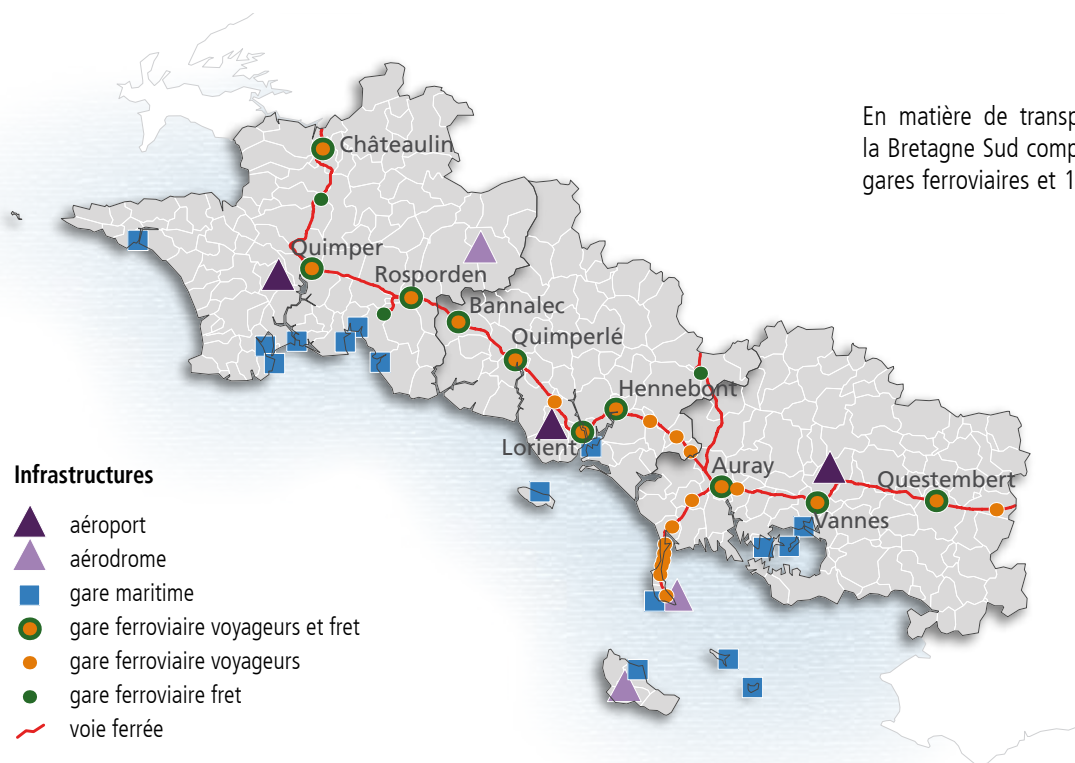 En matière de transp
la Bretagne Sud comp
gares ferroviaires et 1
Châteaulin
Quimper
Rosporden
Bannalec
Quimperlé
Hennebont
Lorient
Auray
Questembert
Vannes
Infrastructures
aéroport
aérodrome
gare maritime
gare ferroviaire voyageurs et fret
gare ferroviaire voyageurs
gare ferroviaire fret
voie ferrée